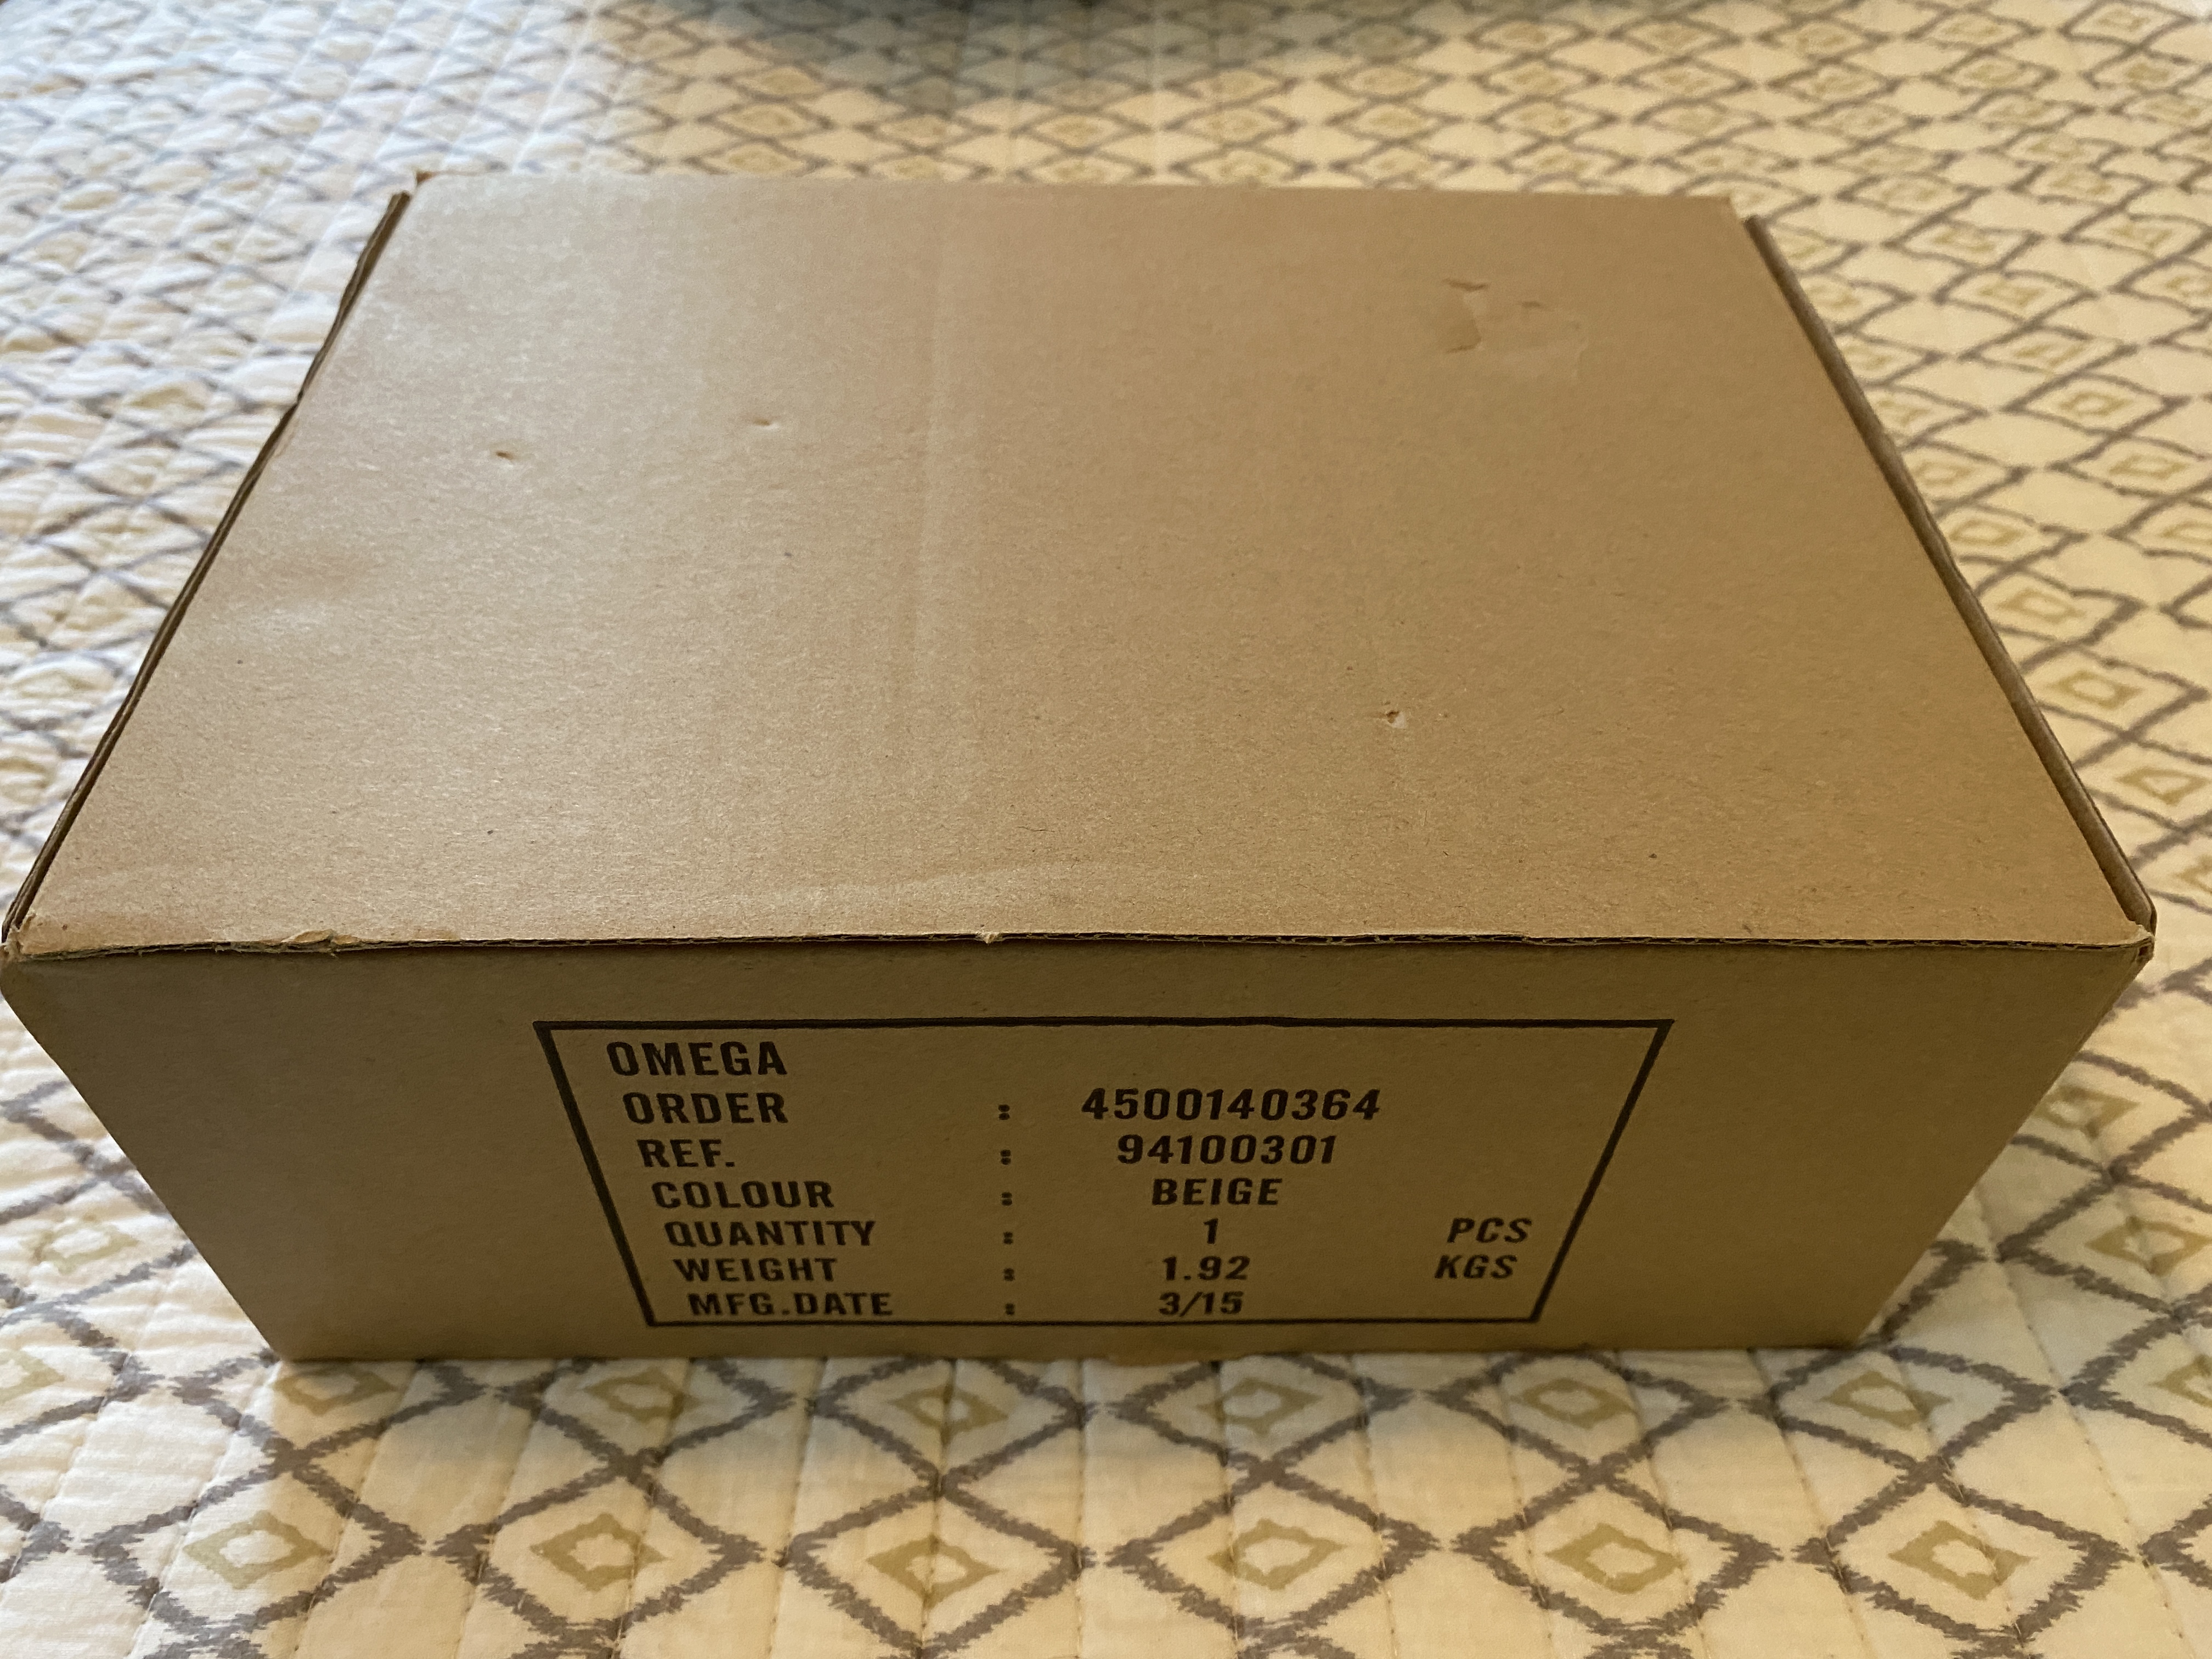 OMEGA
ORDER : 4500140364
REF. : 94100301
COLOUR : BEIGE
QUANTITY : 1 PCS
WEIGHT : 1.92 KGS
MFG.DATE : 3/15